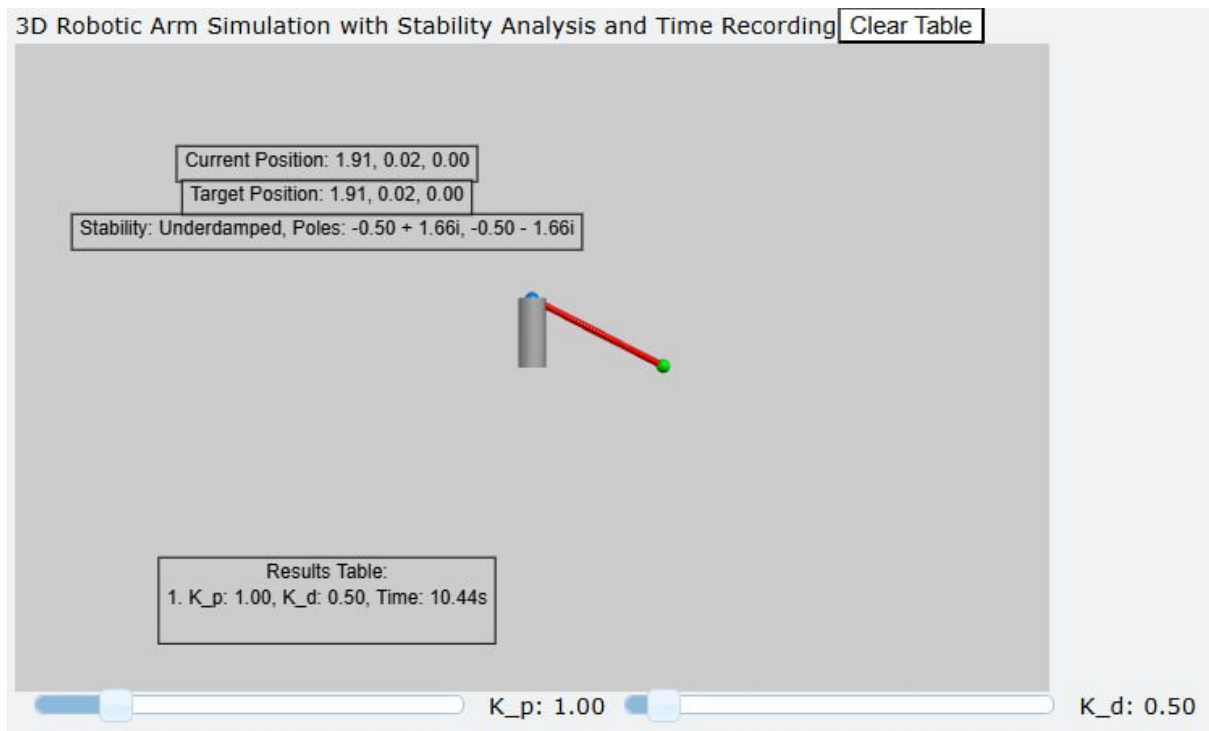 3D Robotic Arm Simulation with Stability Analysis and Time Recording Clear Table
Current Position: 1.91, 0.02, 0.00
Target Position: 1.91, 0.02, 0.00
Stability: Underdamped, Poles: -0.50 + 1.66i, -0.50 - 1.66i
Results Table:
1. K_p: 1.00, K_d: 0.50, Time: 10.44s
K_p: 1.00 K_d: 0.50